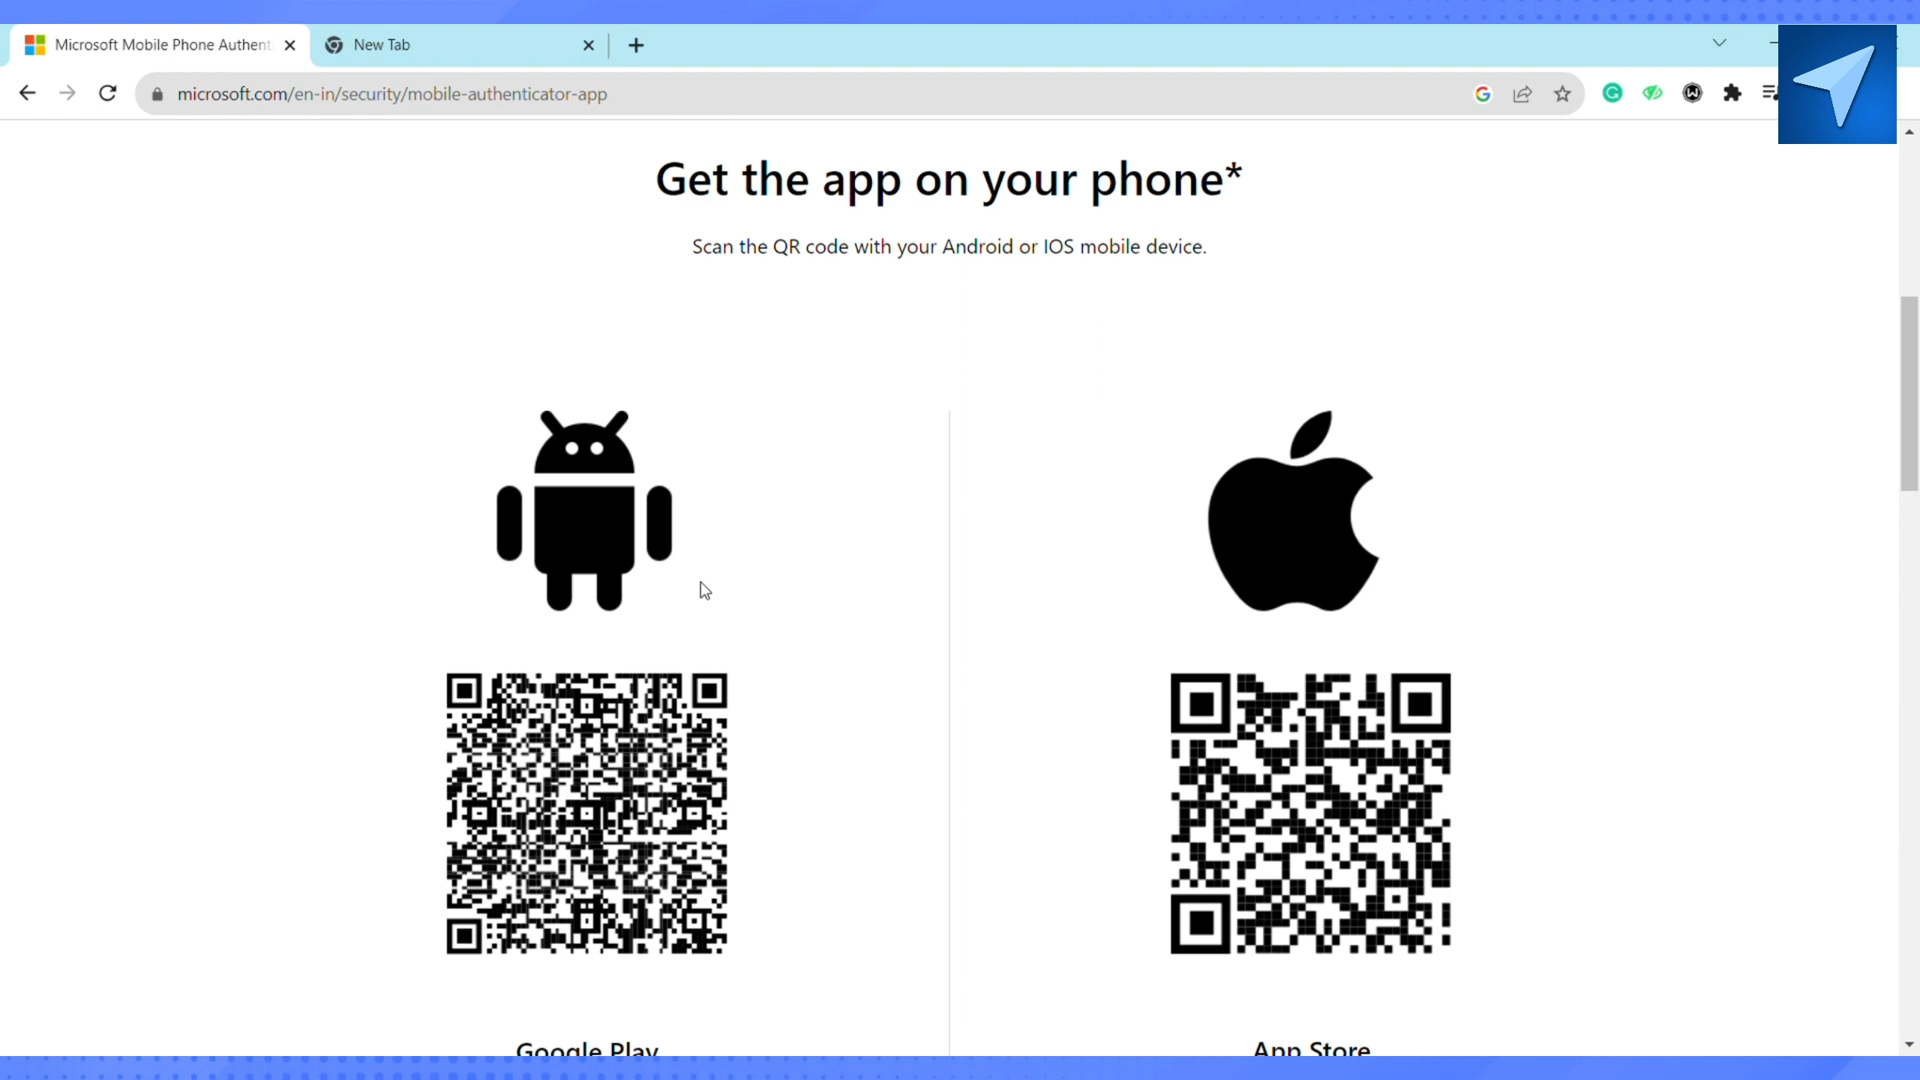 Microsoft Mobile Phone Authent
New Tab
microsoft.com/en-in/security/mobile-authenticator-app
Get the app on your phone*
Scan the QR code with your Android or IOS mobile device.
Google Play
App Store